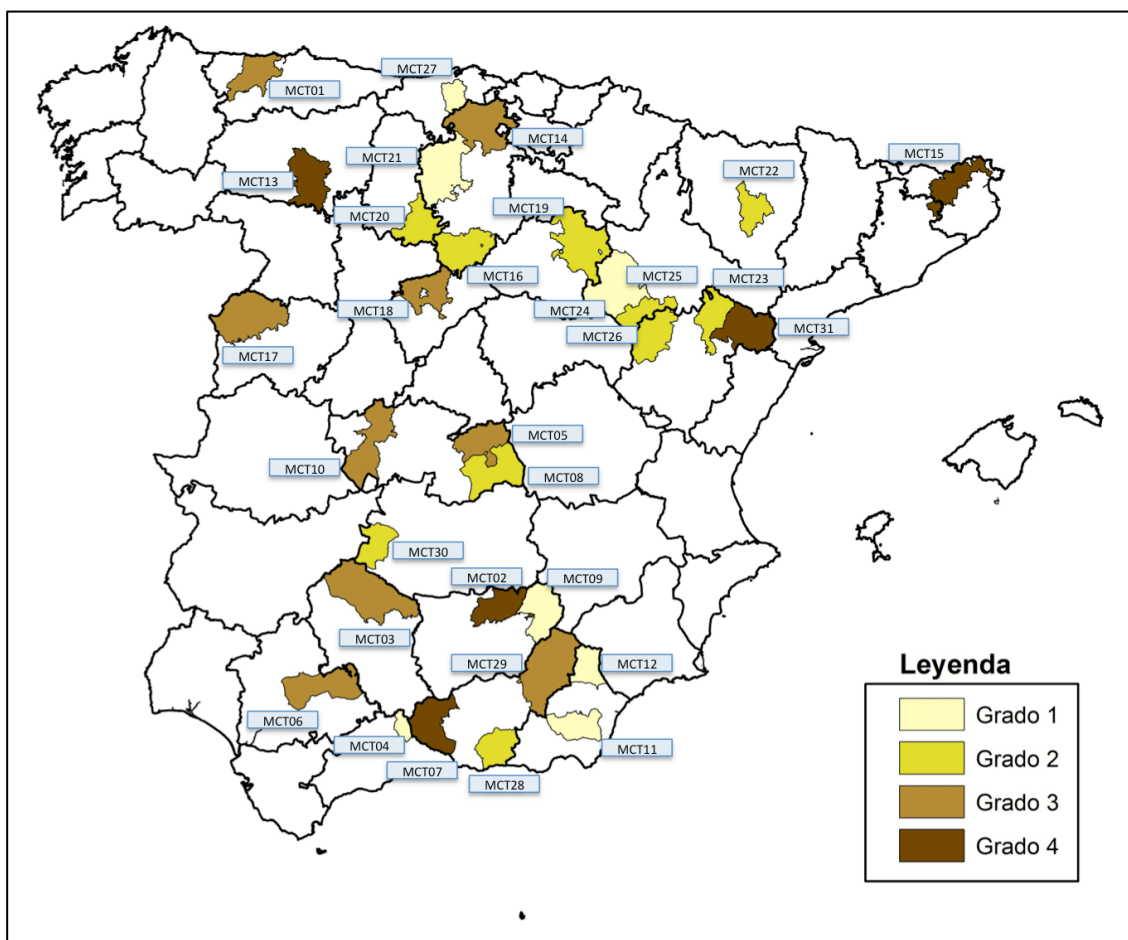 MCT27
MCT01
MCT14
MCT21
MCT15
MCT22
MCT13
MCT19
MCT20
MCT16
MCT25
MCT23
MCT18
MCT24
MCT31
MCT26
MCT17
MCT05
MCT10
MCT08
MCT30
MCT02
MCT09
MCT03
MCT29
MCT12
MCT06
MCT04
MCT11
MCT07
MCT28
Leyenda
Grado 1
Grado 2
Grado 3
Grado 4